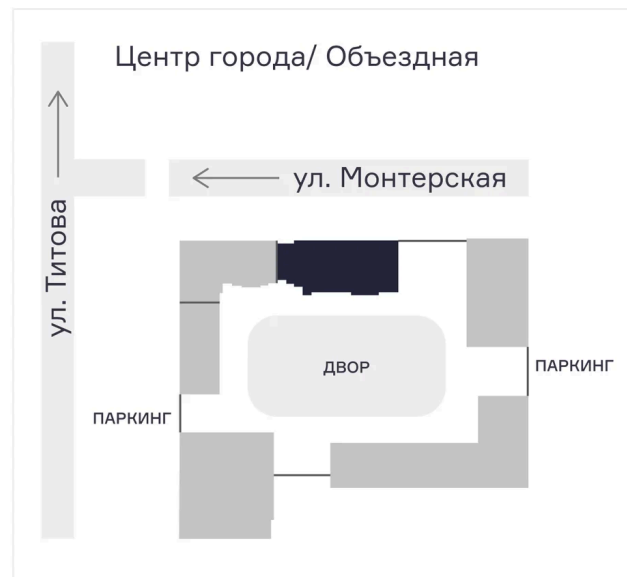 Центр города/ Объездная
ул. Монтерская
ул. Титова
ДВОР
ПАРКИНГ
ПАРКИНГ